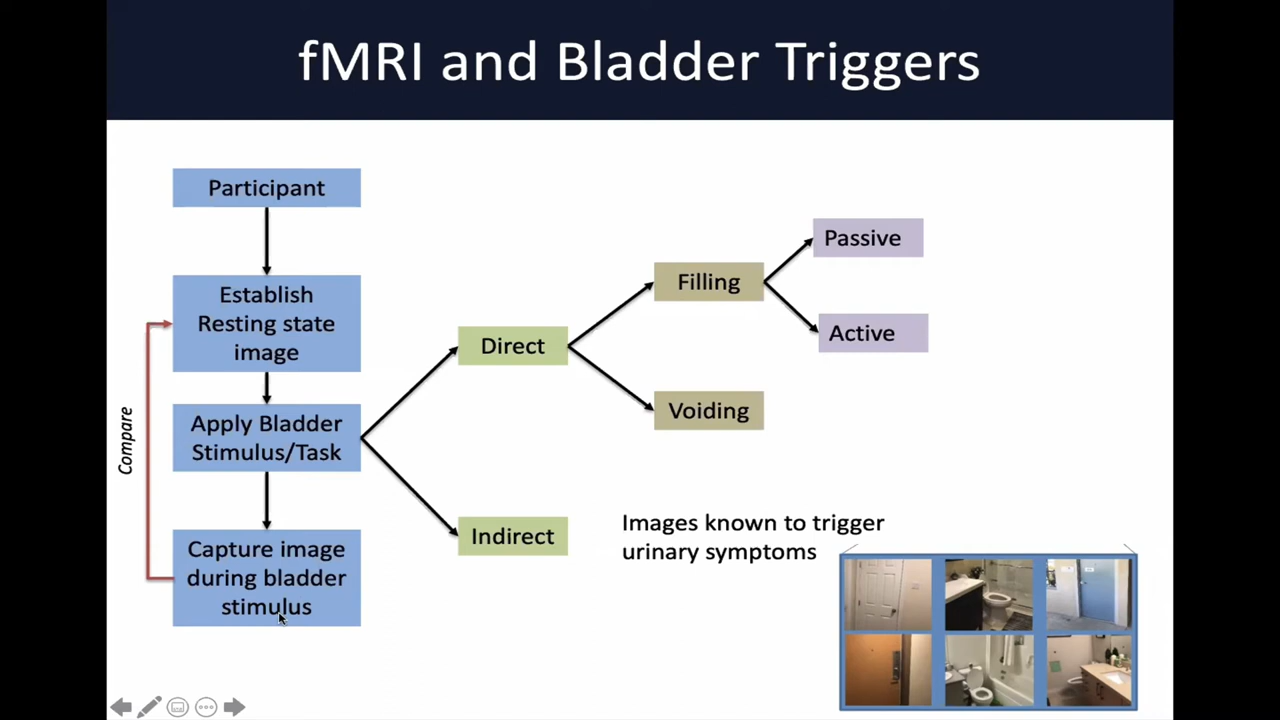 fMRI and Bladder Triggers
Participant
Establish
Resting state
image
Apply Bladder
Stimulus/Task
Capture image
during bladder
stimulus
Compare
Direct
Indirect
Filling
Voiding
Passive
Active
Images known to trigger
urinary symptoms